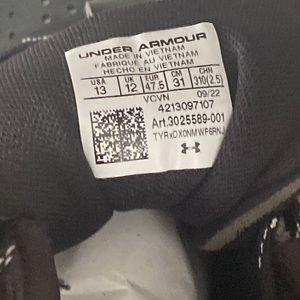 UNDER ARMOUR
MADE IN VIETNAM
FABRIQUÉ AU VIETNAM
HECHO EN VIETNAM
USA UK EUR CM CHN
13 12 47.5 31 310(2.5)
VCVN 09/22
4213097107
Art.3025589-001
TYRxDX0NMWP6RNJ